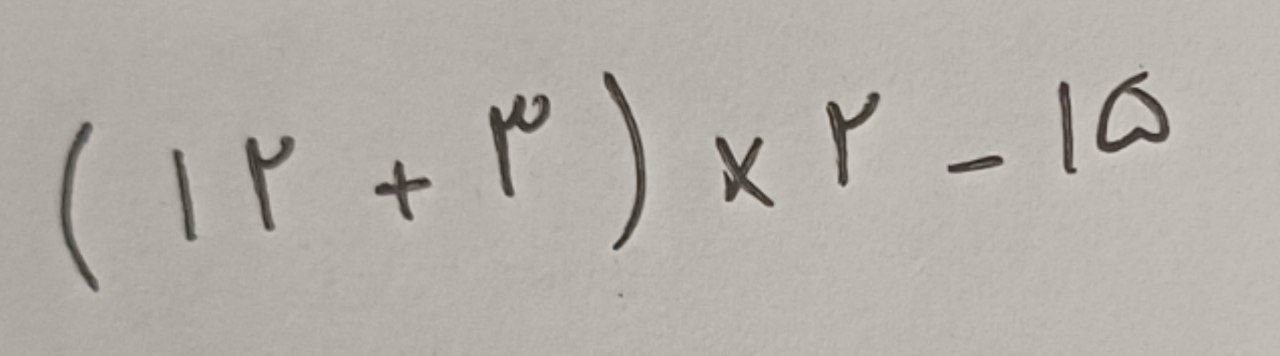 ( ۱۲ + ۳ ) × ۲ - ۱۵